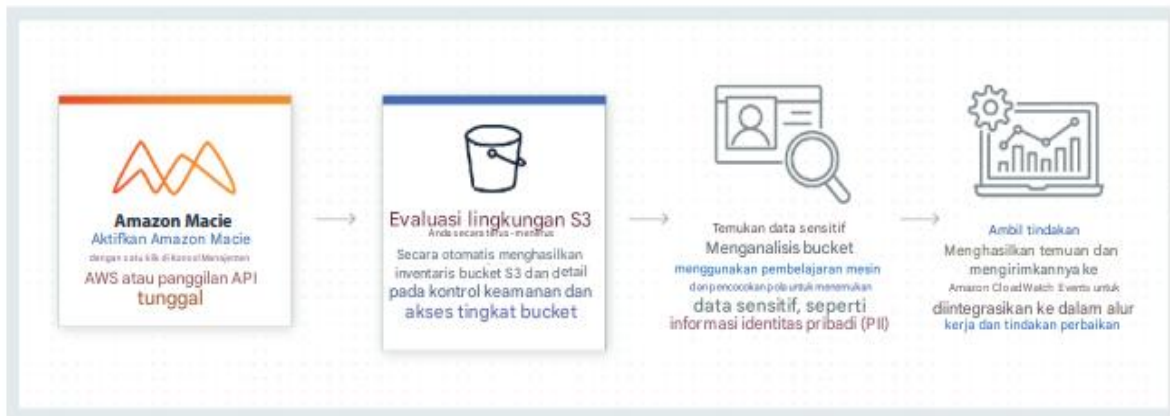 Amazon Macie
Aktifkan Amazon Macie
dengan satu klik di Konsol Manajemen
AWS atau panggilan API
tunggal
Evaluasi lingkungan S3
Anda secara terus-menerus
Secara otomatis menghasilkan
inventaris bucket S3 dan detail
pada kontrol keamanan dan
akses tingkat bucket
Temukan data sensitif
Menganalisis bucket
menggunakan pembelajaran mesin
dan pencocokan pola untuk menemukan
data sensitif, seperti
informasi identitas pribadi (PII)
Ambil tindakan
Menghasilkan temuan dan
mengirimkannya ke
Amazon CloudWatch Events untuk
diintegrasikan ke dalam alur
kerja dan tindakan perbaikan